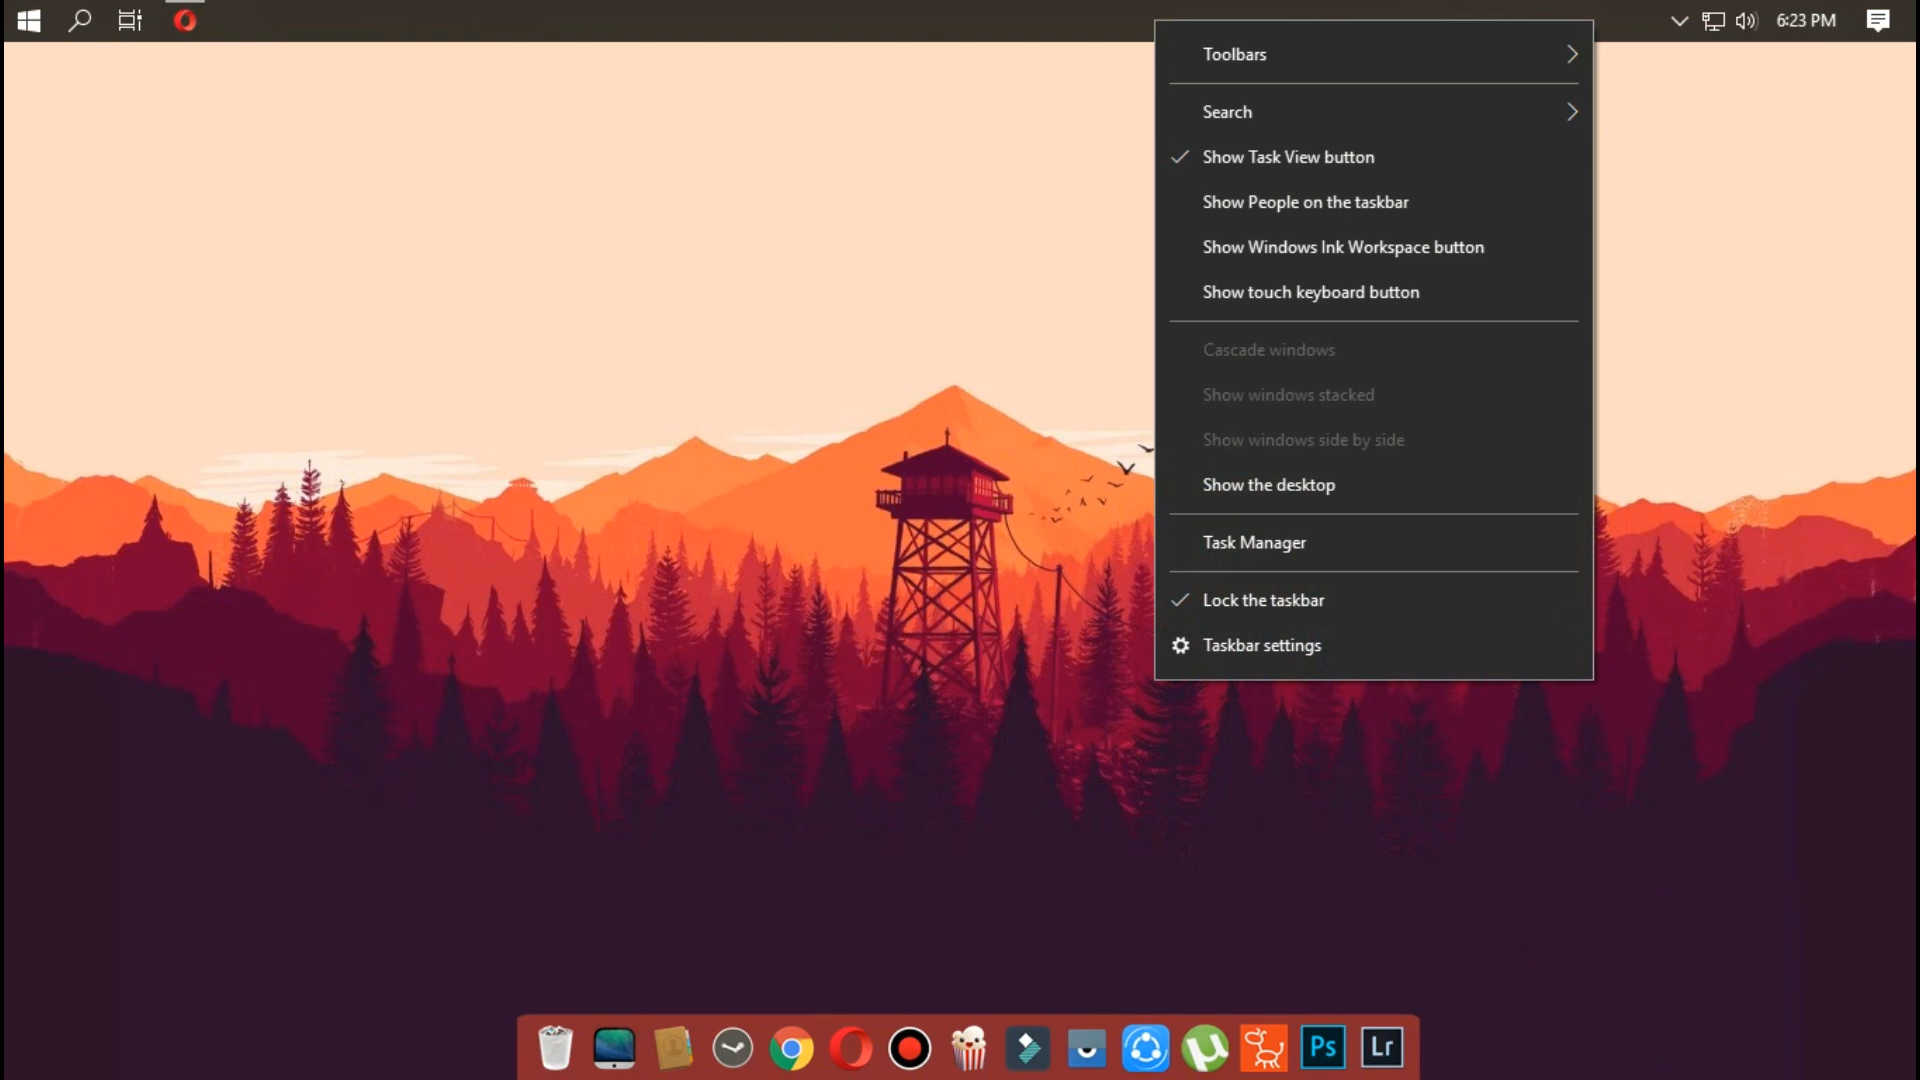 6:23 PM
Toolbars
Search
Show Task View button
Show People on the taskbar
Show Windows Ink Workspace button
Show touch keyboard button
Cascade windows
Show windows stacked
Show windows side by side
Show the desktop
Task Manager
Lock the taskbar
Taskbar settings
Ps
Lr